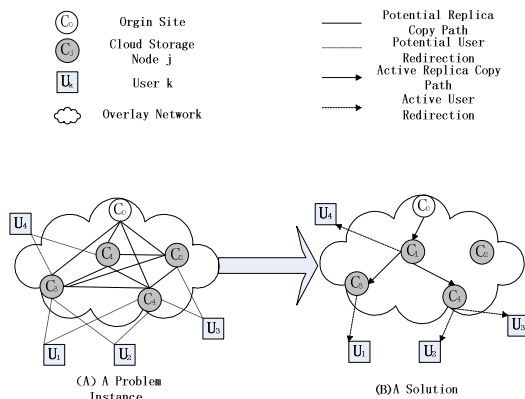 C₀ Orgin Site
Cⱼ Cloud Storage
Node j
Uₖ User k
Overlay Network
Potential Replica
Copy Path
Potential User
Redirection
Active Replica Copy
Path
Active User
Redirection
C₀
U₄
C₁
C₂
C₃
C₄
U₃
U₁
U₂
(A) A Problem
Instance
C₀
U₄
C₁
C₂
C₃
C₄
U₃
U₁
U₂
(B)A Solution